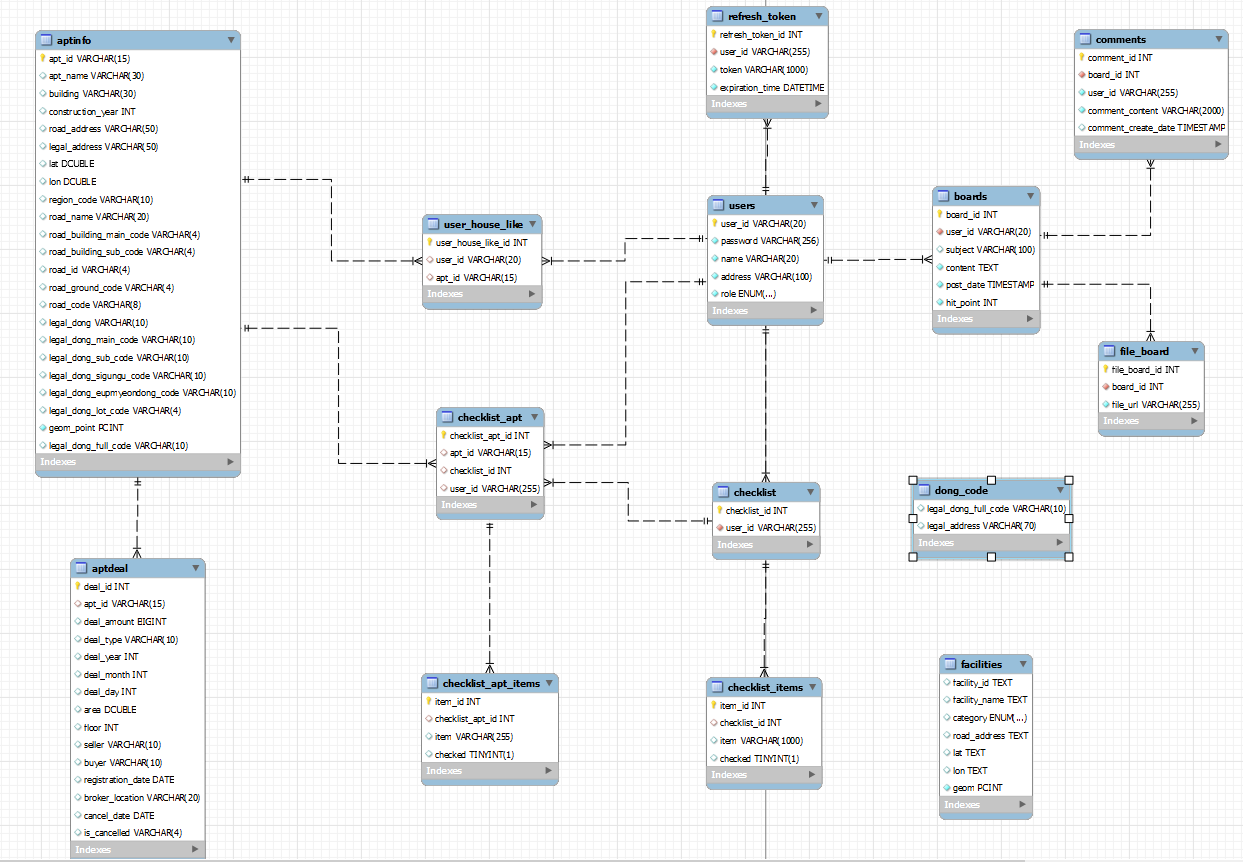 aptinfo
apt_id VARCHAR(15)
apt_name VARCHAR(30)
building VARCHAR(30)
construction_year INT
road_address VARCHAR(50)
legal_address VARCHAR(50)
lat DOUBLE
lon DOUBLE
region_code VARCHAR(10)
road_name VARCHAR(20)
road_building_main_code VARCHAR(4)
road_building_sub_code VARCHAR(4)
road_id VARCHAR(4)
road_ground_code VARCHAR(4)
road_code VARCHAR(8)
legal_dong VARCHAR(10)
legal_dong_main_code VARCHAR(10)
legal_dong_sub_code VARCHAR(10)
legal_dong_sigungu_code VARCHAR(10)
legal_dong_eupmyeondong_code VARCHAR(10)
legal_dong_lot_code VARCHAR(4)
geom_point POINT
legal_dong_full_code VARCHAR(10)
Indexes
aptdeal
deal_id INT
apt_id VARCHAR(15)
deal_amount BIGINT
deal_type VARCHAR(10)
deal_year INT
deal_month INT
deal_day INT
area DOUBLE
floor INT
seller VARCHAR(10)
buyer VARCHAR(10)
registration_date DATE
broker_location VARCHAR(20)
cancel_date DATE
is_cancelled VARCHAR(4)
Indexes
user_house_like
user_house_like_id INT
user_id VARCHAR(20)
apt_id VARCHAR(15)
Indexes
checklist_apt
checklist_apt_id INT
apt_id VARCHAR(15)
checklist_id INT
user_id VARCHAR(255)
Indexes
checklist_apt_items
item_id INT
checklist_apt_id INT
item VARCHAR(255)
checked TINYINT(1)
Indexes
refresh_token
refresh_token_id INT
user_id VARCHAR(255)
token VARCHAR(1000)
expiration_time DATETIME
Indexes
users
user_id VARCHAR(20)
password VARCHAR(256)
name VARCHAR(20)
address VARCHAR(100)
role ENUM(...)
Indexes
checklist
checklist_id INT
user_id VARCHAR(255)
Indexes
checklist_items
item_id INT
checklist_id INT
item VARCHAR(1000)
checked TINYINT(1)
Indexes
comments
comment_id INT
board_id INT
user_id VARCHAR(255)
comment_content VARCHAR(2000)
comment_create_date TIMESTAMP
Indexes
boards
board_id INT
user_id VARCHAR(20)
subject VARCHAR(100)
content TEXT
post_date TIMESTAMP
hit_point INT
Indexes
file_board
file_board_id INT
board_id INT
file_url VARCHAR(255)
Indexes
dong_code
legal_dong_full_code VARCHAR(10)
legal_address VARCHAR(70)
Indexes
facilities
facility_id TEXT
facility_name TEXT
category ENUM(...)
road_address TEXT
lat TEXT
lon TEXT
geom POINT
Indexes